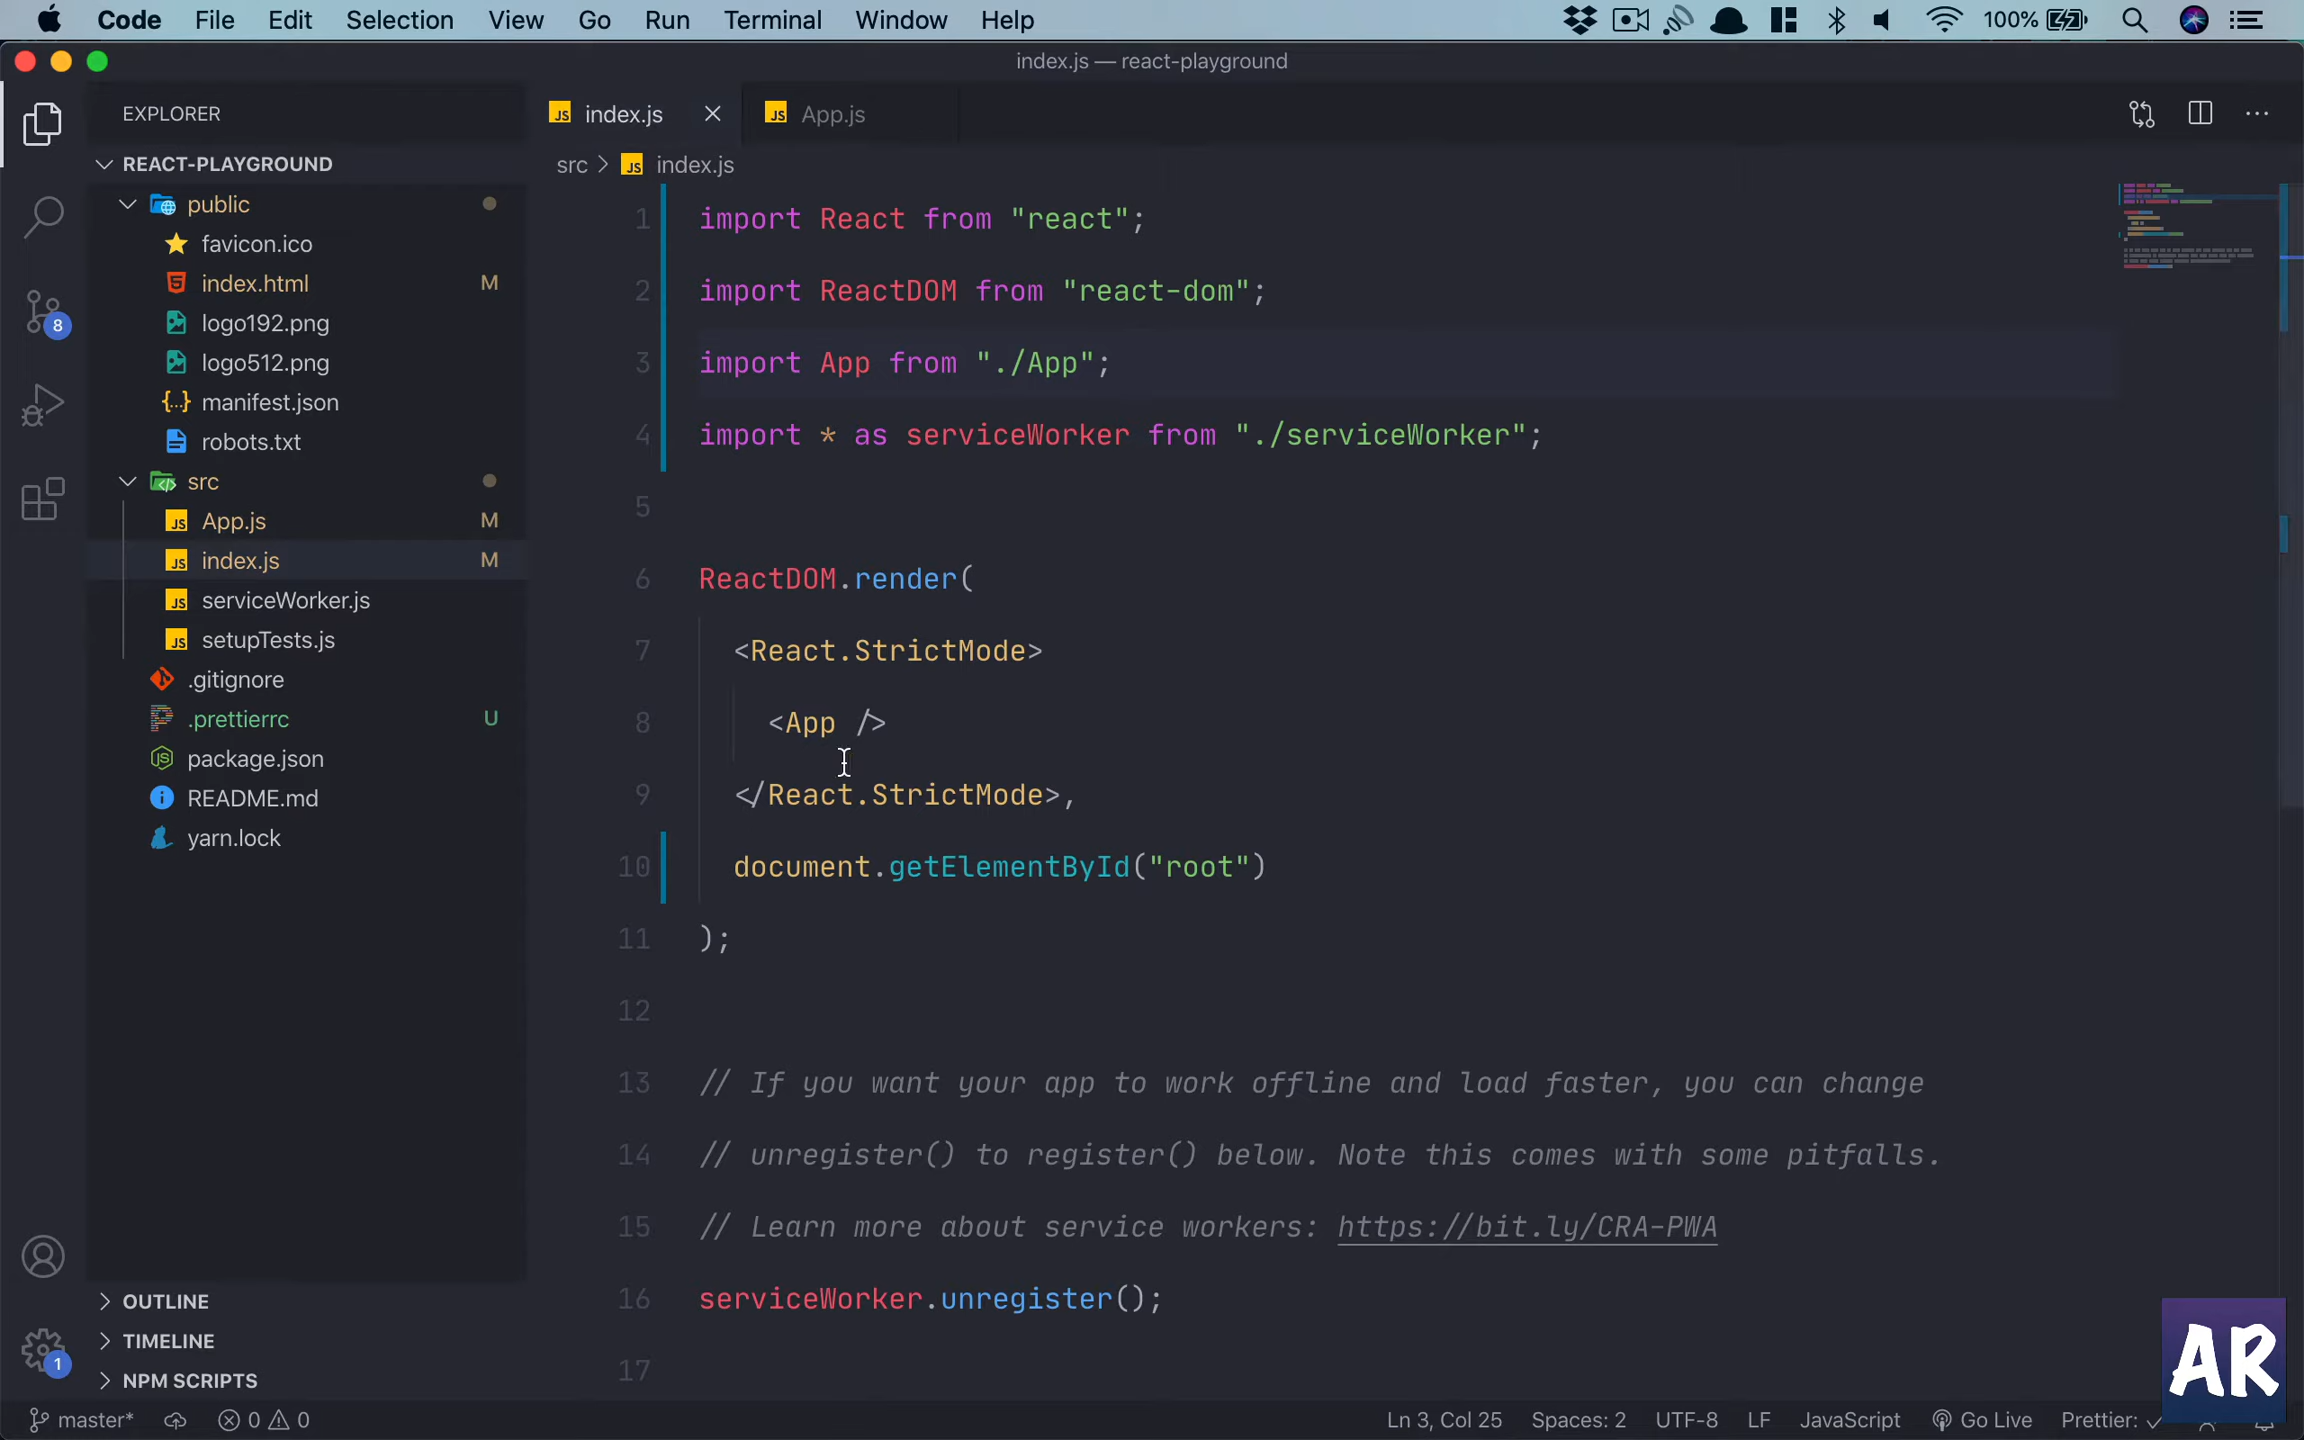 Code File Edit Selection View Go Run Terminal Window Help 100%
index.js — react-playground
EXPLORER
REACT-PLAYGROUND
public
favicon.ico
index.html M
logo192.png
logo512.png
manifest.json
robots.txt
src
App.js M
index.js M
serviceWorker.js
setupTests.js
.gitignore
.prettierrc U
package.json
README.md
yarn.lock
OUTLINE
TIMELINE
NPM SCRIPTS
8
1
JS index.js JS App.js
src > JS index.js
1 import React from "react";
2 import ReactDOM from "react-dom";
3 import App from "./App";
4 import * as serviceWorker from "./serviceWorker";
5
6 ReactDOM.render(
7 <React.StrictMode>
8 <App />
9 </React.StrictMode>,
10 document.getElementById("root")
11 );
12
13 // If you want your app to work offline and load faster, you can change
14 // unregister() to register() below. Note this comes with some pitfalls.
15 // Learn more about service workers: https://bit.ly/CRA-PWA
16 serviceWorker.unregister();
17
AR
master* 0 0 Ln 3, Col 25 Spaces: 2 UTF-8 LF JavaScript Go Live Prettier: ✓